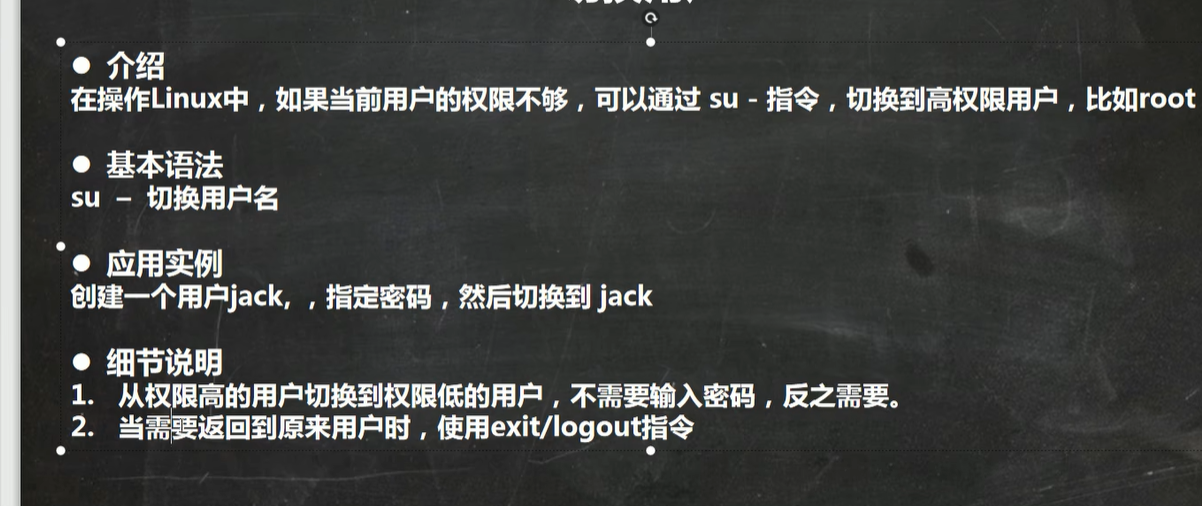 ● 介绍
在操作Linux中，如果当前用户的权限不够，可以通过 su - 指令，切换到高权限用户，比如root
● 基本语法
su – 切换用户名
● 应用实例
创建一个用户jack, ，指定密码，然后切换到 jack
● 细节说明
1. 从权限高的用户切换到权限低的用户，不需要输入密码，反之需要。
2. 当需要返回到原来用户时，使用exit/logout指令